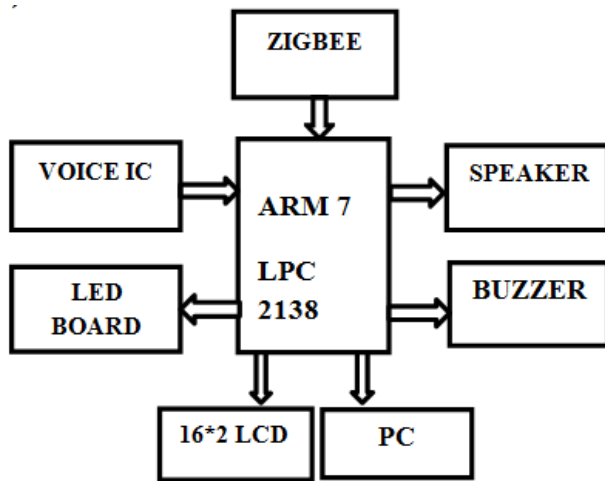 ZIGBEE
VOICE IC
ARM 7
LPC
2138
SPEAKER
LED
BOARD
BUZZER
16*2 LCD
PC